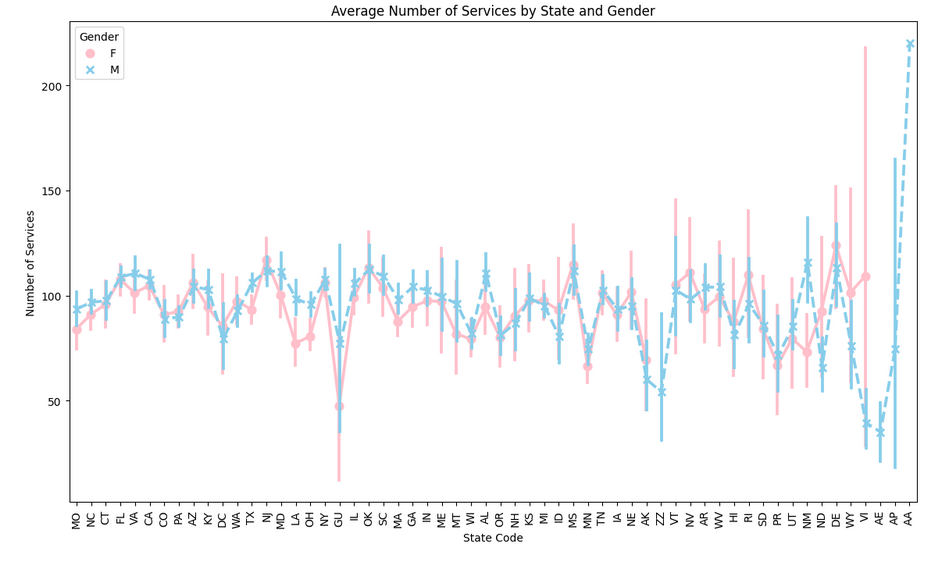 Average Number of Services by State and Gender
Gender
F
M
200
150
100
50
Number of Services
MO NC CT FL VA CA CO PA AZ KY DC WA TX NJ MD LA OH NY GU IL OK SC MA GA IN ME MT WI AL OR NH KS MI ID MS MN TN IA NE AK ZZ VT NV AR WV HI RI SD PR UT NM ND DE WY VI AE AP AA
State Code